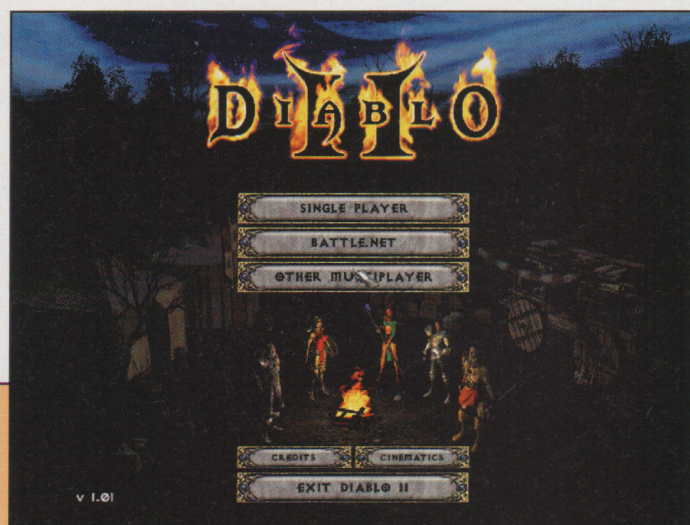 DIABLO
II
SINGLE PLAYER
BATTLE.NET
OTHER MULTIPLAYER
CREDITS
CINEMATICS
EXIT DIABLO II
v 1.01